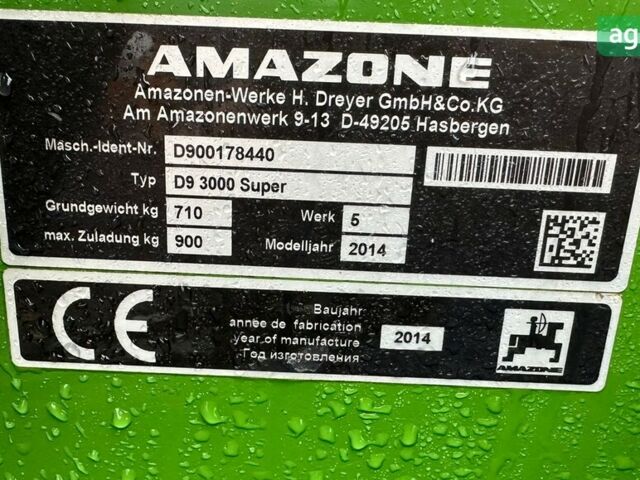 ag
AMAZONE
Amazonen-Werke H. Dreyer GmbH&Co.KG
Am Amazonenwerk 9-13 D-49205 Hasbergen
Masch.-Ident-Nr. D900178440
Typ D9 3000 Super
Grundgewicht kg 710 Werk 5
max. Zuladung kg 900 Modelljahr 2014
CE
Baujahr
année de fabrication
year of manufacture
Год изготовления
2014
AMAZONE